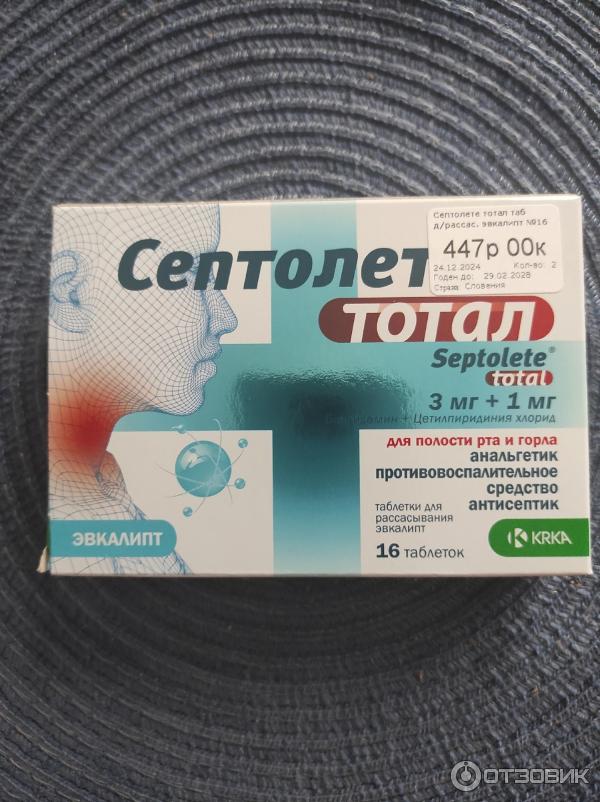 Септолете тотал таб
д/рассас. эвкалипт №16
447р 00к
24.12.2024 Кол-во: 2
Годен до: 29.02.2028
Страна: Словения
Септолете
тотал
Septolete®
total
3 мг + 1 мг
Бензидамин + Цетилпиридиния хлорид
для полости рта и горла
анальгетик
противовоспалительное
средство
антисептик
таблетки для
рассасывания
эвкалипт
16 таблеток
ЭВКАЛИПТ
KRKA
ОТЗОВИК